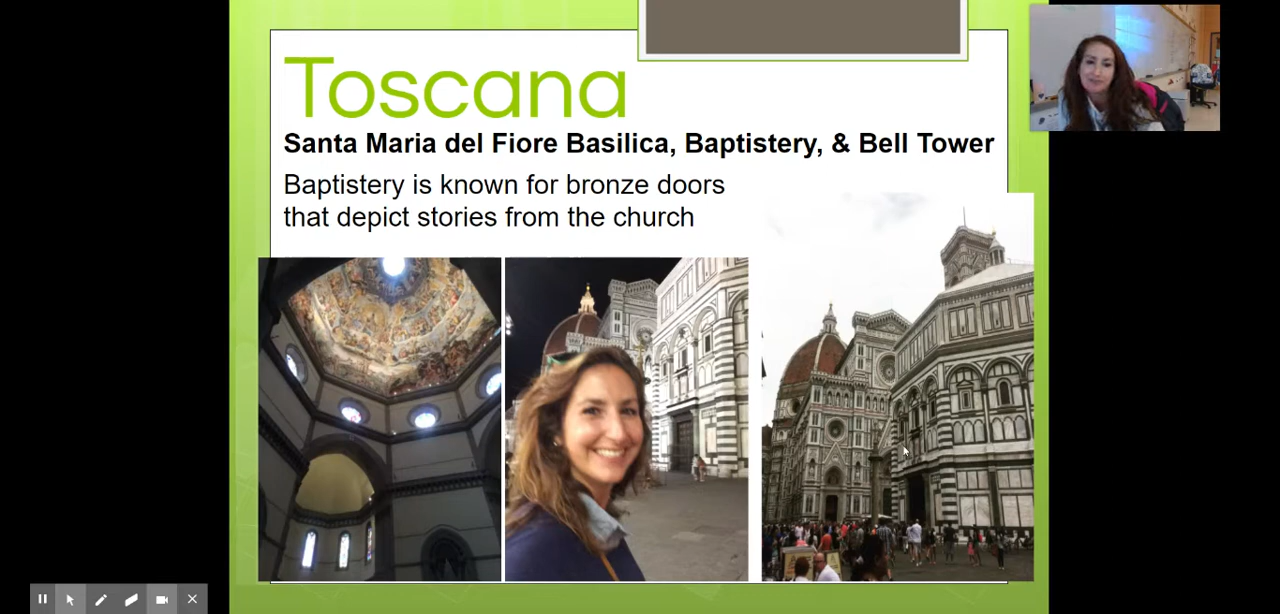 Toscana
Santa Maria del Fiore Basilica, Baptistery, & Bell Tower
Baptistery is known for bronze doors
that depict stories from the church